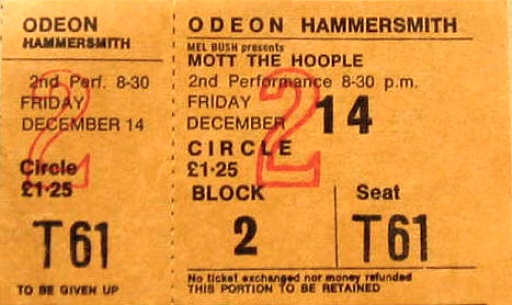 ODEON
HAMMERSMITH
2nd Perf. 8-30
FRIDAY
DECEMBER 14
2
Circle
£1·25
T61
TO BE GIVEN UP
ODEON HAMMERSMITH
MEL BUSH presents
MOTT THE HOOPLE
2nd Performance 8-30 p.m.
FRIDAY
DECEMBER 14
2
CIRCLE
£1·25
BLOCK Seat
2 T61
No ticket exchanged nor money refunded
THIS PORTION TO BE RETAINED